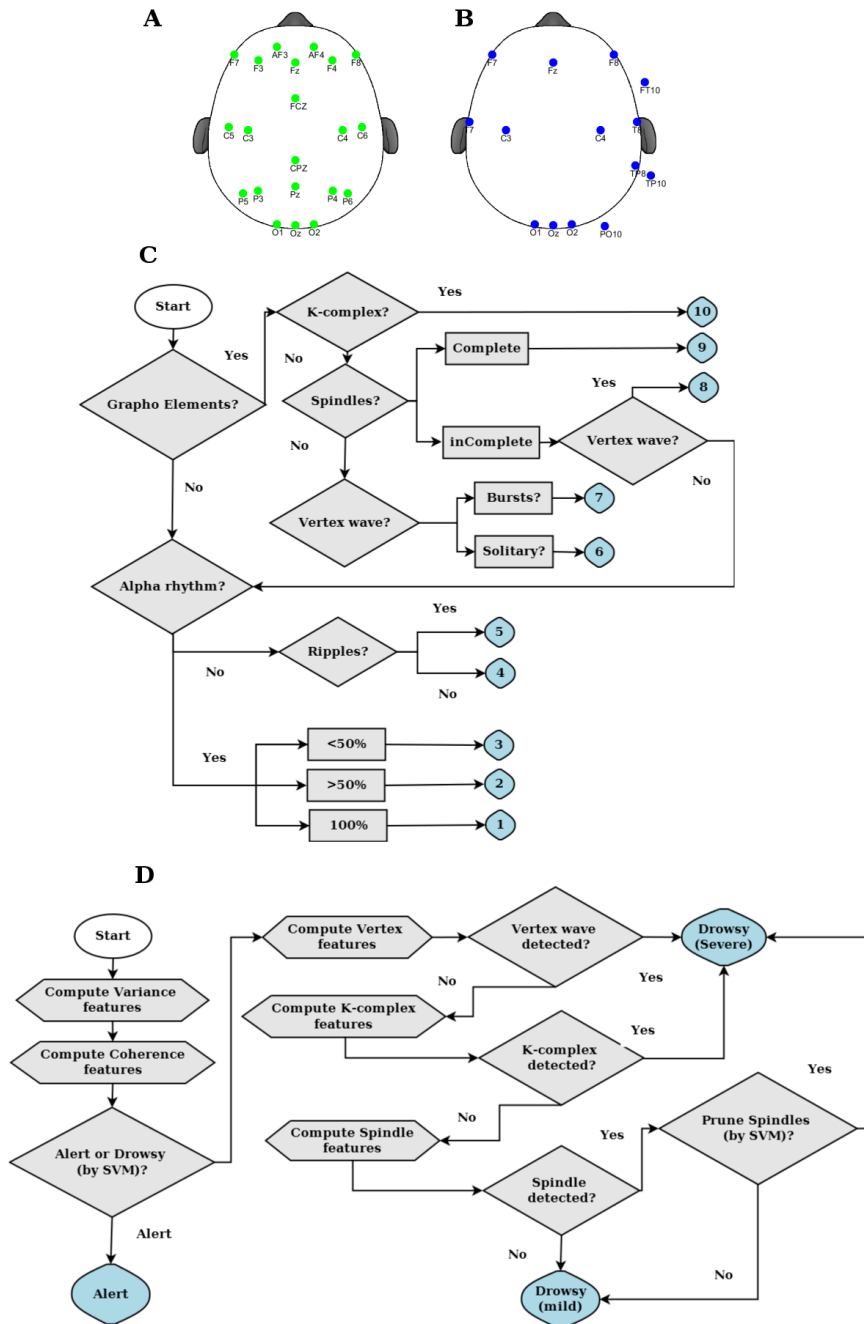 A
AF3 AF4
F7 F3 Fz F4 F8
FCZ
C5 C3 C4 C6
CPZ
P5 P3 Pz P4 P6
O1 Oz O2
B
F7 Fz F8
FT10
T7 C3 C4 T8
TP8
TP10
O1 Oz O2 PO10
C
Start
Yes
K-complex?
Yes
10
Grapho Elements?
No
Spindles?
Complete
9
Yes
8
inComplete
Vertex wave?
No
No
No
Vertex wave?
Bursts?
7
Solitary?
6
Alpha rhythm?
No
Ripples?
Yes
5
4
No
Yes
<50%
3
>50%
2
100%
1
D
Start
Compute Variance
features
Compute Coherence
features
Alert or Drowsy
(by SVM)?
Alert
Alert
Compute Vertex
features
Vertex wave
detected?
Yes
Drowsy
(Severe)
No
Compute K-complex
features
K-complex
detected?
Yes
No
Compute Spindle
features
Spindle
detected?
Yes
Prune Spindles
(by SVM)?
Yes
No
No
Drowsy
(mild)